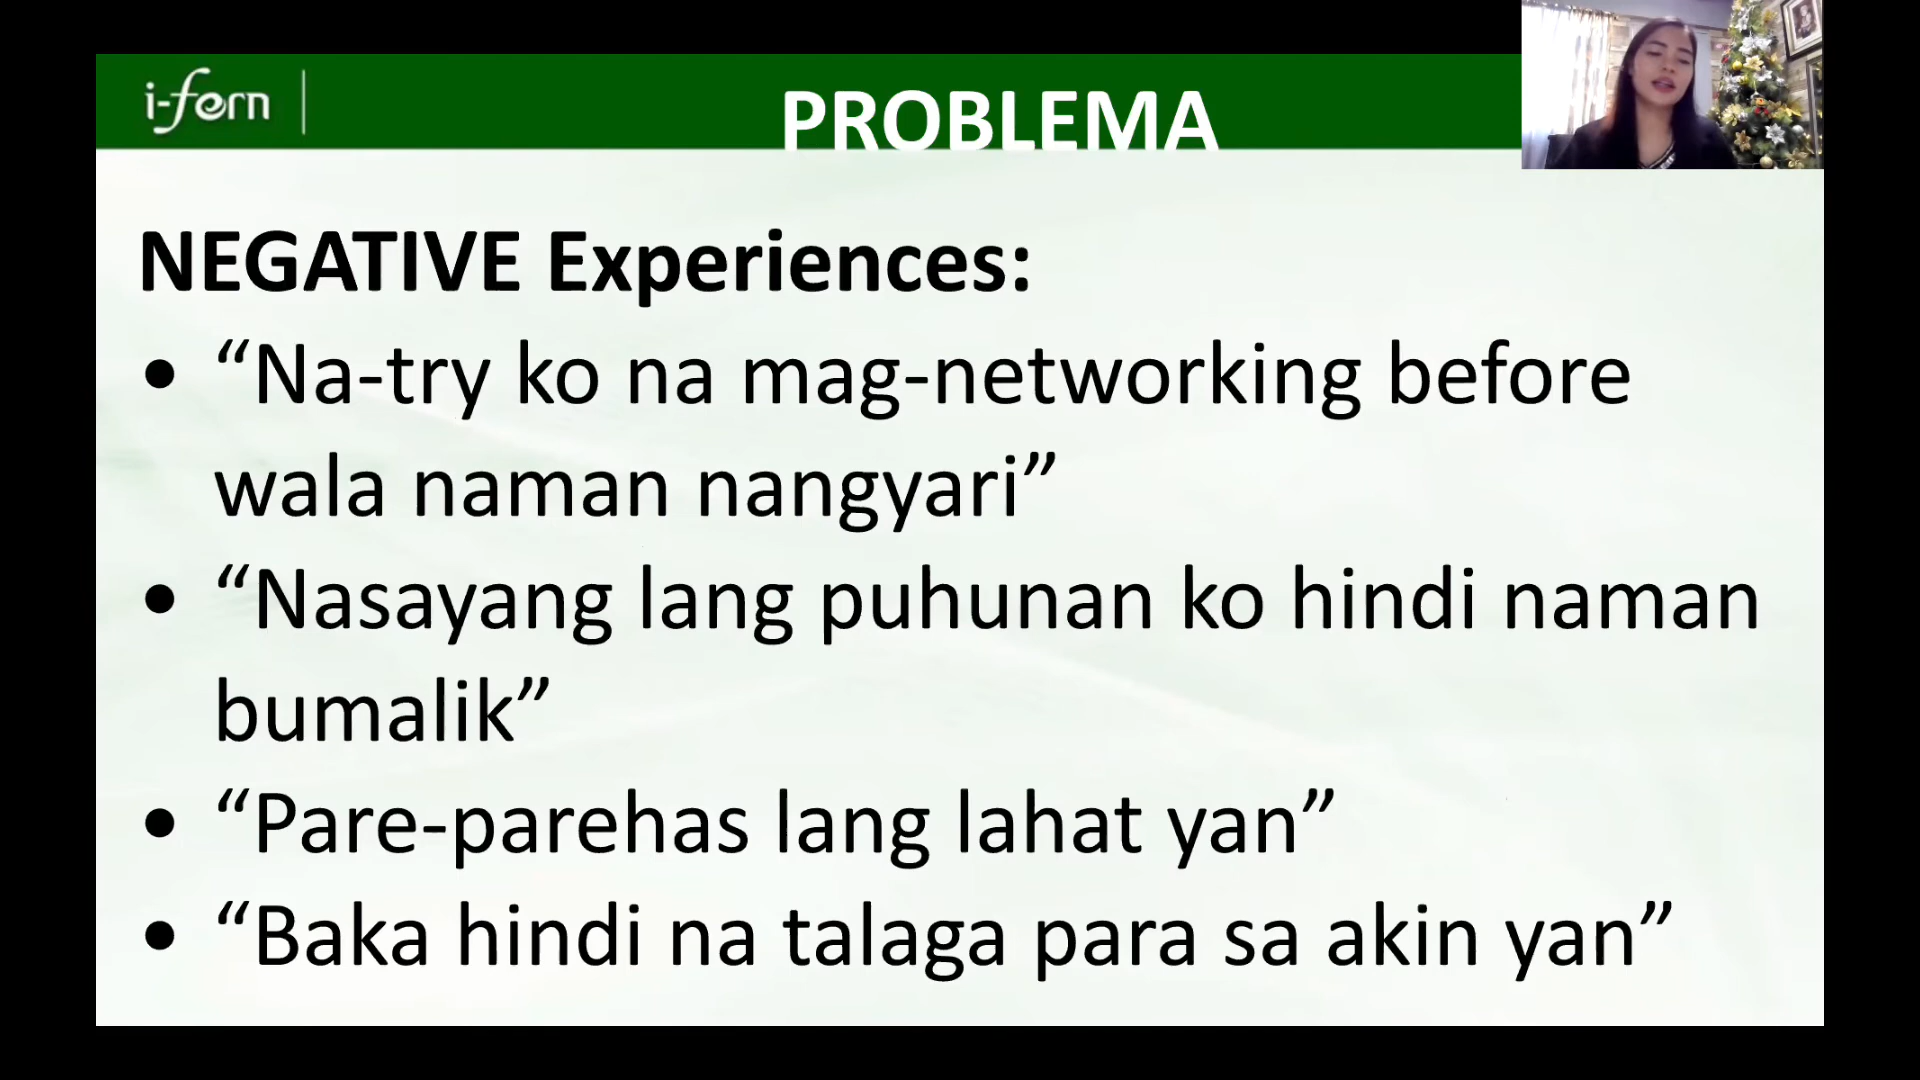 i-fern
PROBLEMA
NEGATIVE Experiences:
• “Na-try ko na mag-networking before
wala naman nangyari”
• “Nasayang lang puhunan ko hindi naman
bumalik”
• “Pare-parehas lang lahat yan”
• “Baka hindi na talaga para sa akin yan”